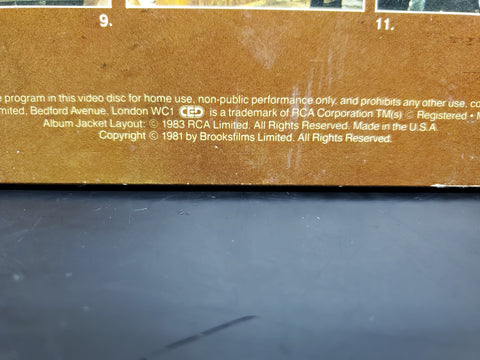 9.
11.
e program in this video disc for home use, non-public performance only, and prohibits any other use, co
mited, Bedford Avenue, London WC1 CED is a trademark of RCA Corporation TM(s) ® Registered • M
Album Jacket Layout: © 1983 RCA Limited. All Rights Reserved. Made in the U.S.A.
Copyright © 1981 by Brooksfilms Limited. All Rights Reserved.